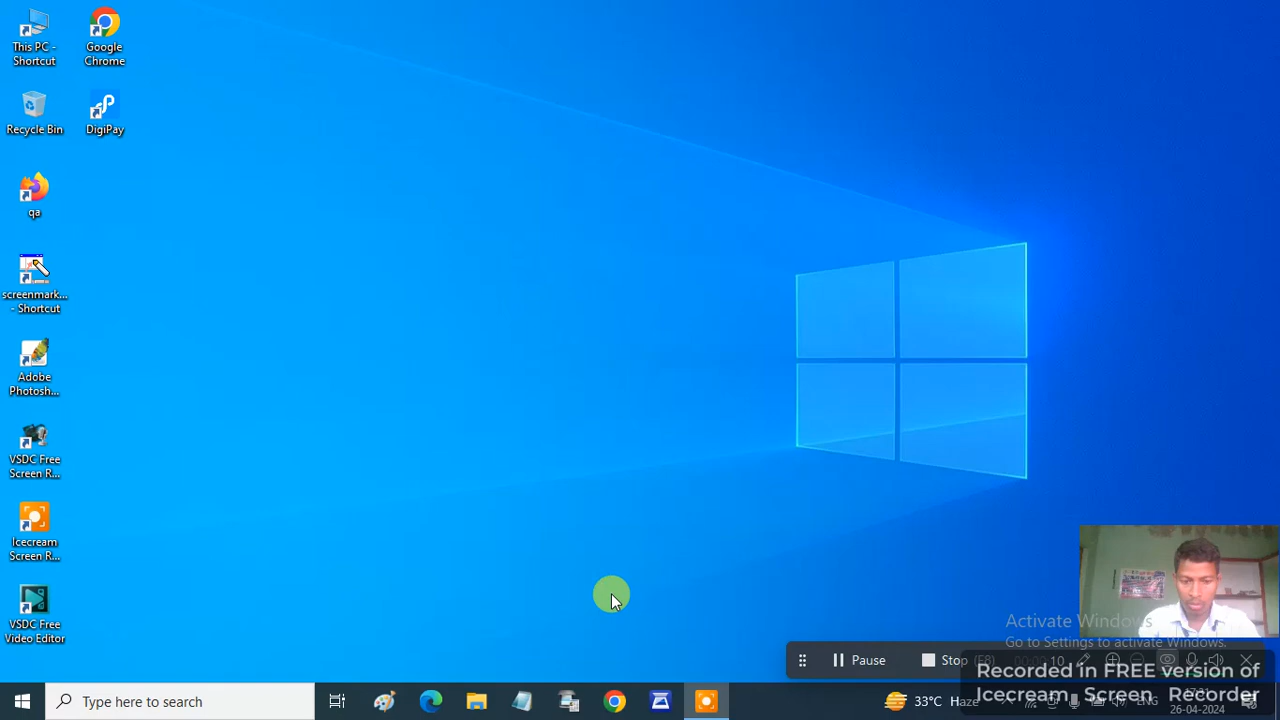 This PC -
Shortcut
Google
Chrome
Recycle Bin
DigiPay
qa
screenmark...
- Shortcut
Adobe
Photosh...
VSDC Free
Screen R...
Icecream
Screen R...
VSDC Free
Video Editor
Activate Windows
Go to Settings to activate Windows.
Pause
Stop (F8)
Recorded in FREE version of
Icecream Screen Recorder
Type here to search
33°C Haze
ENG
26-04-2024